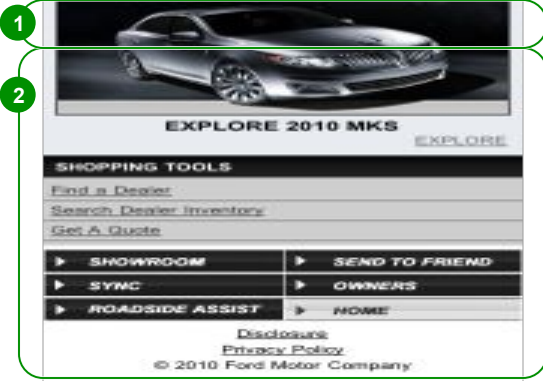 1
2
EXPLORE 2010 MKS
EXPLORE
SHOPPING TOOLS
Find a Dealer
Search Dealer Inventory
Get A Quote
SHOWROOM SEND TO FRIEND
SYNC OWNERS
ROADSIDE ASSIST HOME
Disclosure
Privacy Policy
© 2010 Ford Motor Company